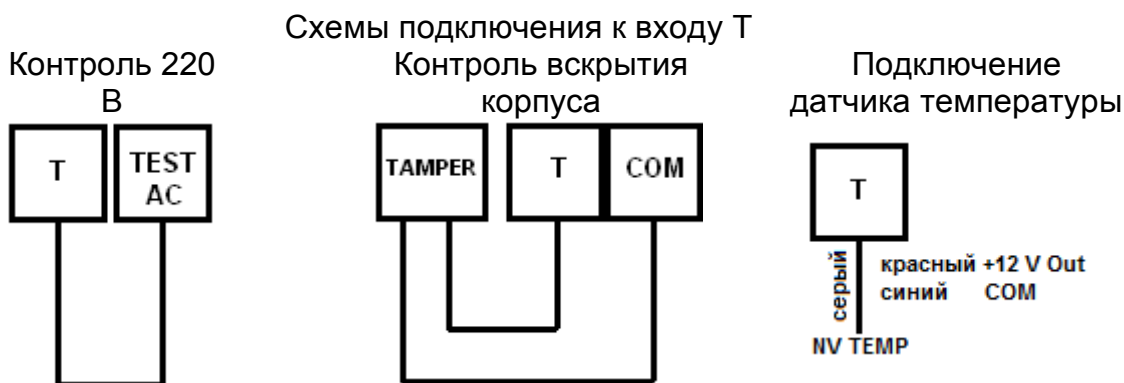 Схемы подключения к входу Т
Контроль 220
В
Контроль вскрытия
корпуса
Подключение
датчика температуры
T
TEST
AC
TAMPER
T
COM
T
серый
красный +12 V Out
синий COM
NV TEMP